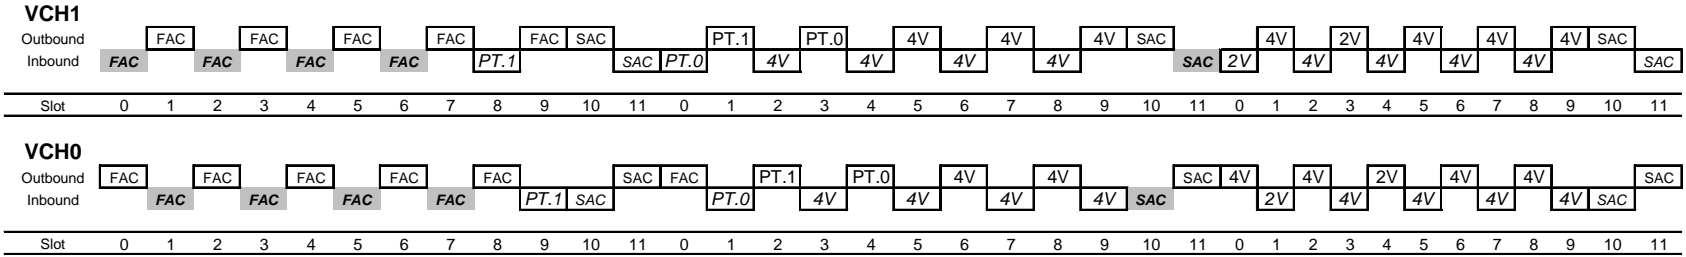 VCH1
Outbound FAC FAC FAC FAC FAC SAC PT.1 PT.0 4V 4V 4V SAC 4V 2V 4V 4V 4V SAC
Inbound FAC FAC FAC FAC PT.1 SAC PT.0 4V 4V 4V 4V SAC 2V 4V 4V 4V 4V SAC
Slot 0 1 2 3 4 5 6 7 8 9 10 11 0 1 2 3 4 5 6 7 8 9 10 11 0 1 2 3 4 5 6 7 8 9 10 11
VCH0
Outbound FAC FAC FAC FAC FAC SAC FAC PT.1 PT.0 4V 4V SAC 4V 4V 2V 4V 4V SAC
Inbound FAC FAC FAC FAC PT.1 SAC PT.0 4V 4V 4V 4V SAC 2V 4V 4V 4V 4V SAC
Slot 0 1 2 3 4 5 6 7 8 9 10 11 0 1 2 3 4 5 6 7 8 9 10 11 0 1 2 3 4 5 6 7 8 9 10 11